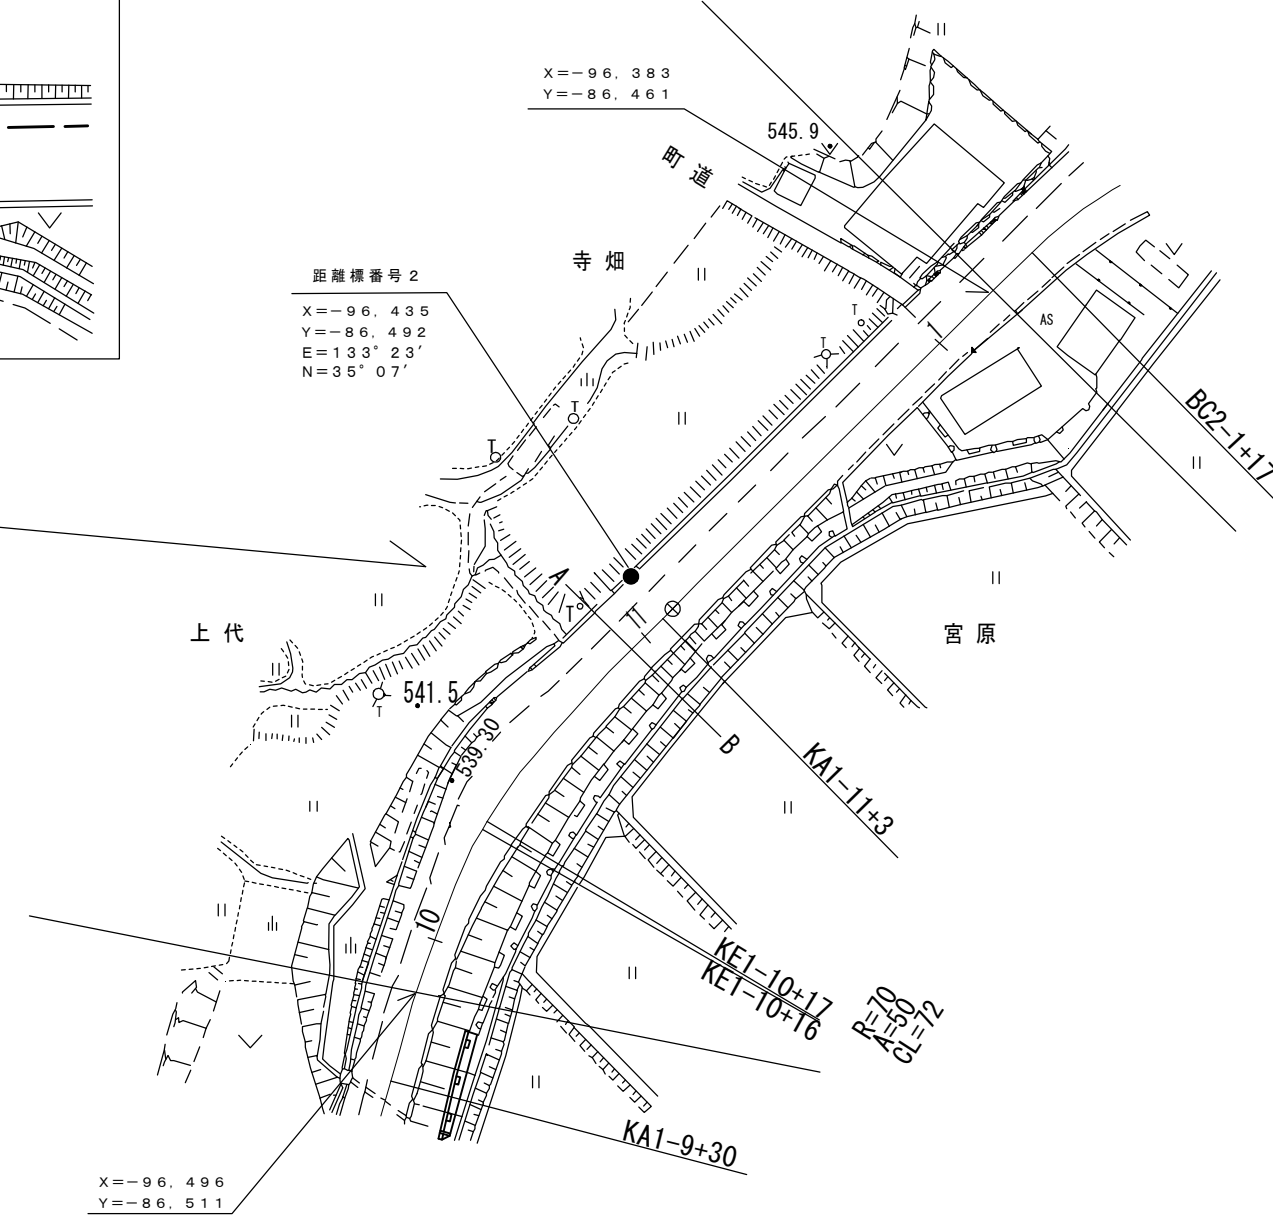 X=-96, 383
Y=-86, 461
545.9
町道
寺畑
距離標番号2
X=-96, 435
Y=-86, 492
E=133°23′
N=35°07′
T
T
AS
1
BC2-1+17
T
T
A
T
11
上代
宮原
541.5
T
539.30
B
KA1-11+3
10
KE1-10+17
KE1-10+16
R=70
A=50
CL=72
KA1-9+30
X=-96, 496
Y=-86, 511